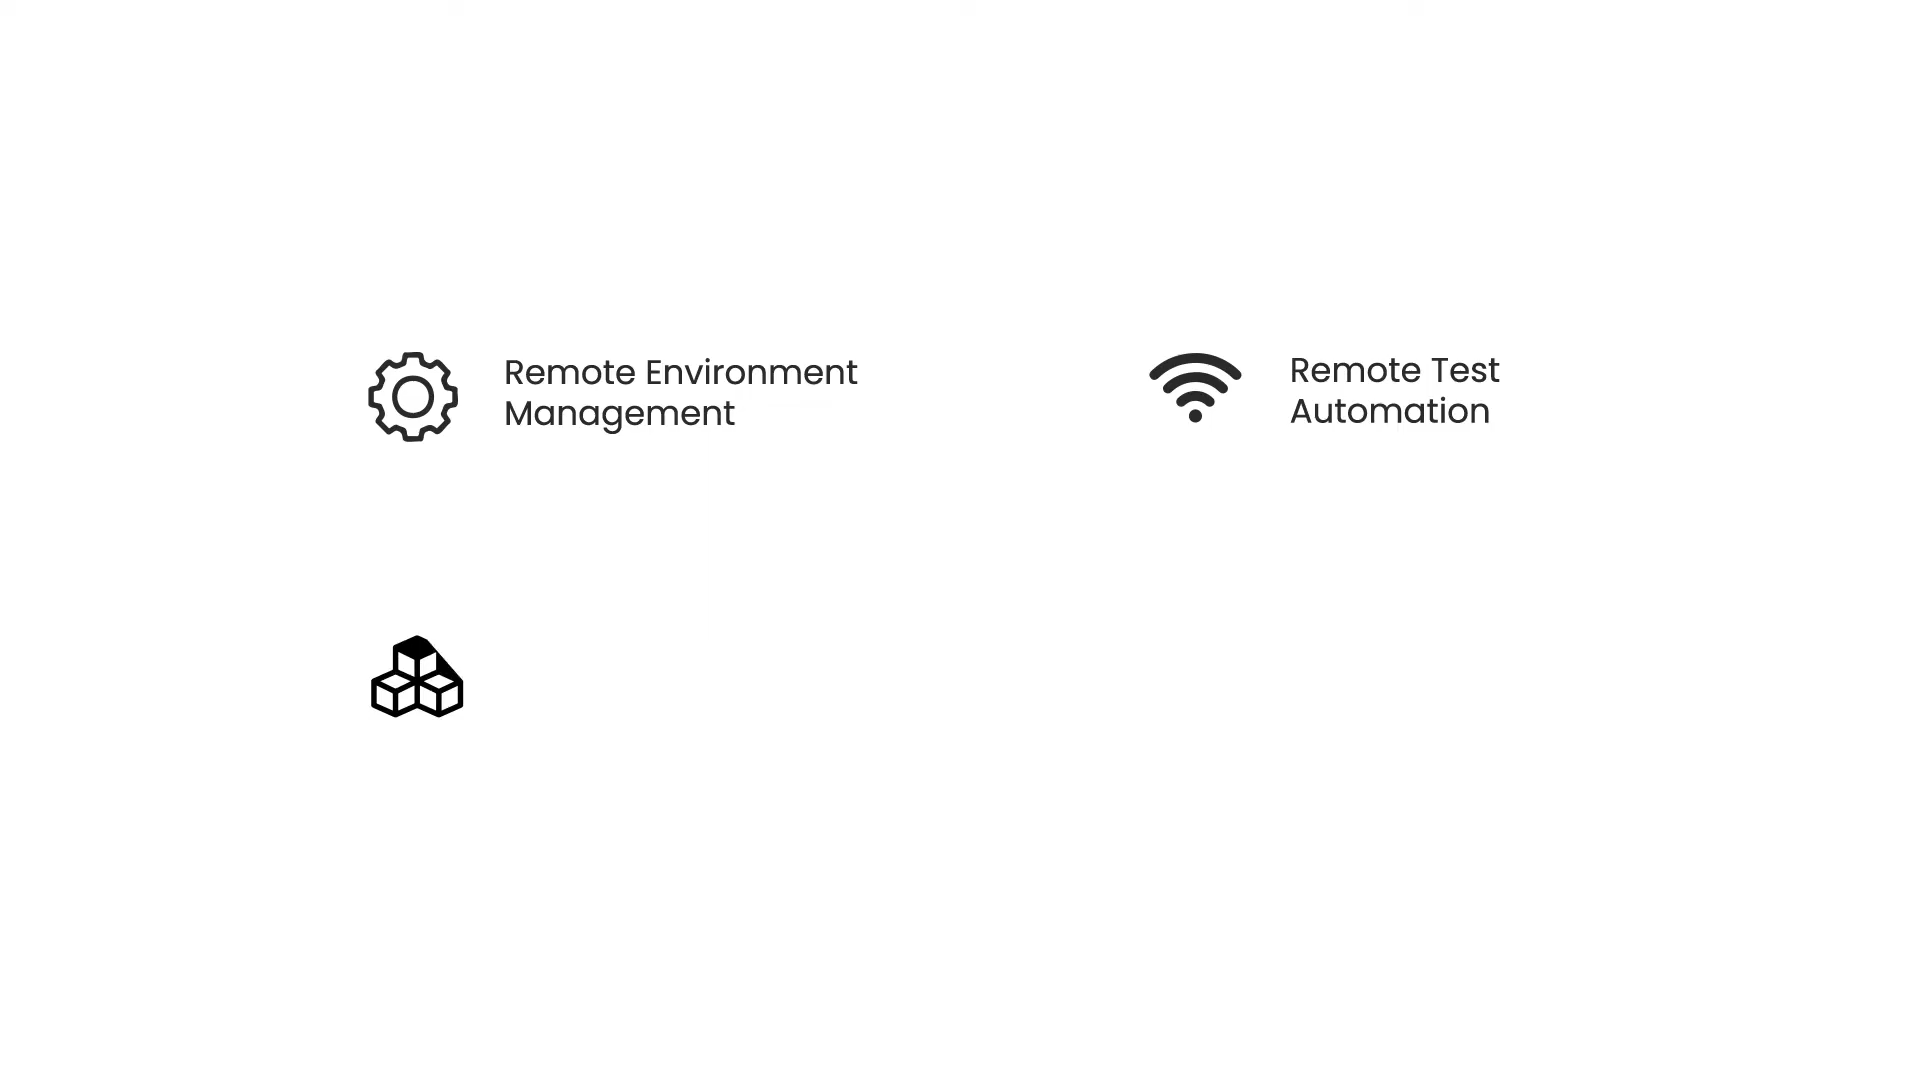 Remote Environment
Management
Remote Test
Automation